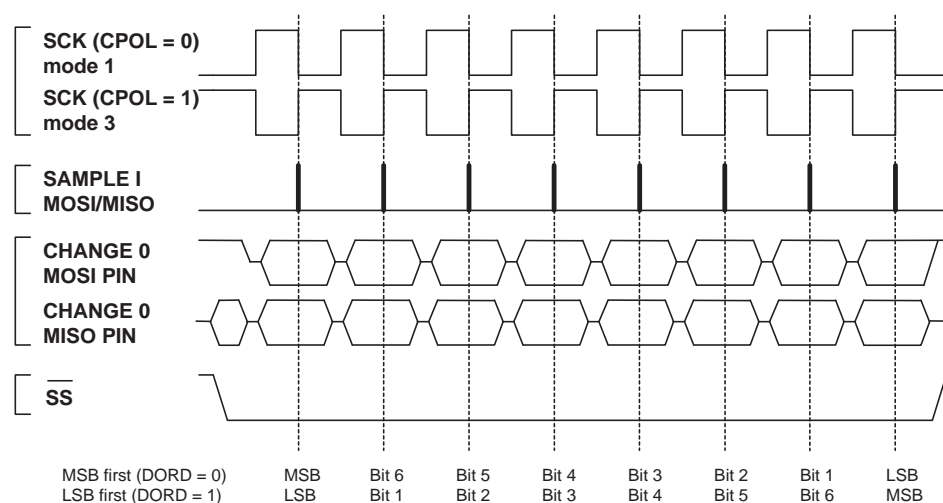 SCK (CPOL = 0)
mode 1
SCK (CPOL = 1)
mode 3
SAMPLE I
MOSI/MISO
CHANGE 0
MOSI PIN
CHANGE 0
MISO PIN
SS
MSB first (DORD = 0) MSB Bit 6 Bit 5 Bit 4 Bit 3 Bit 2 Bit 1 LSB
LSB first (DORD = 1) LSB Bit 1 Bit 2 Bit 3 Bit 4 Bit 5 Bit 6 MSB